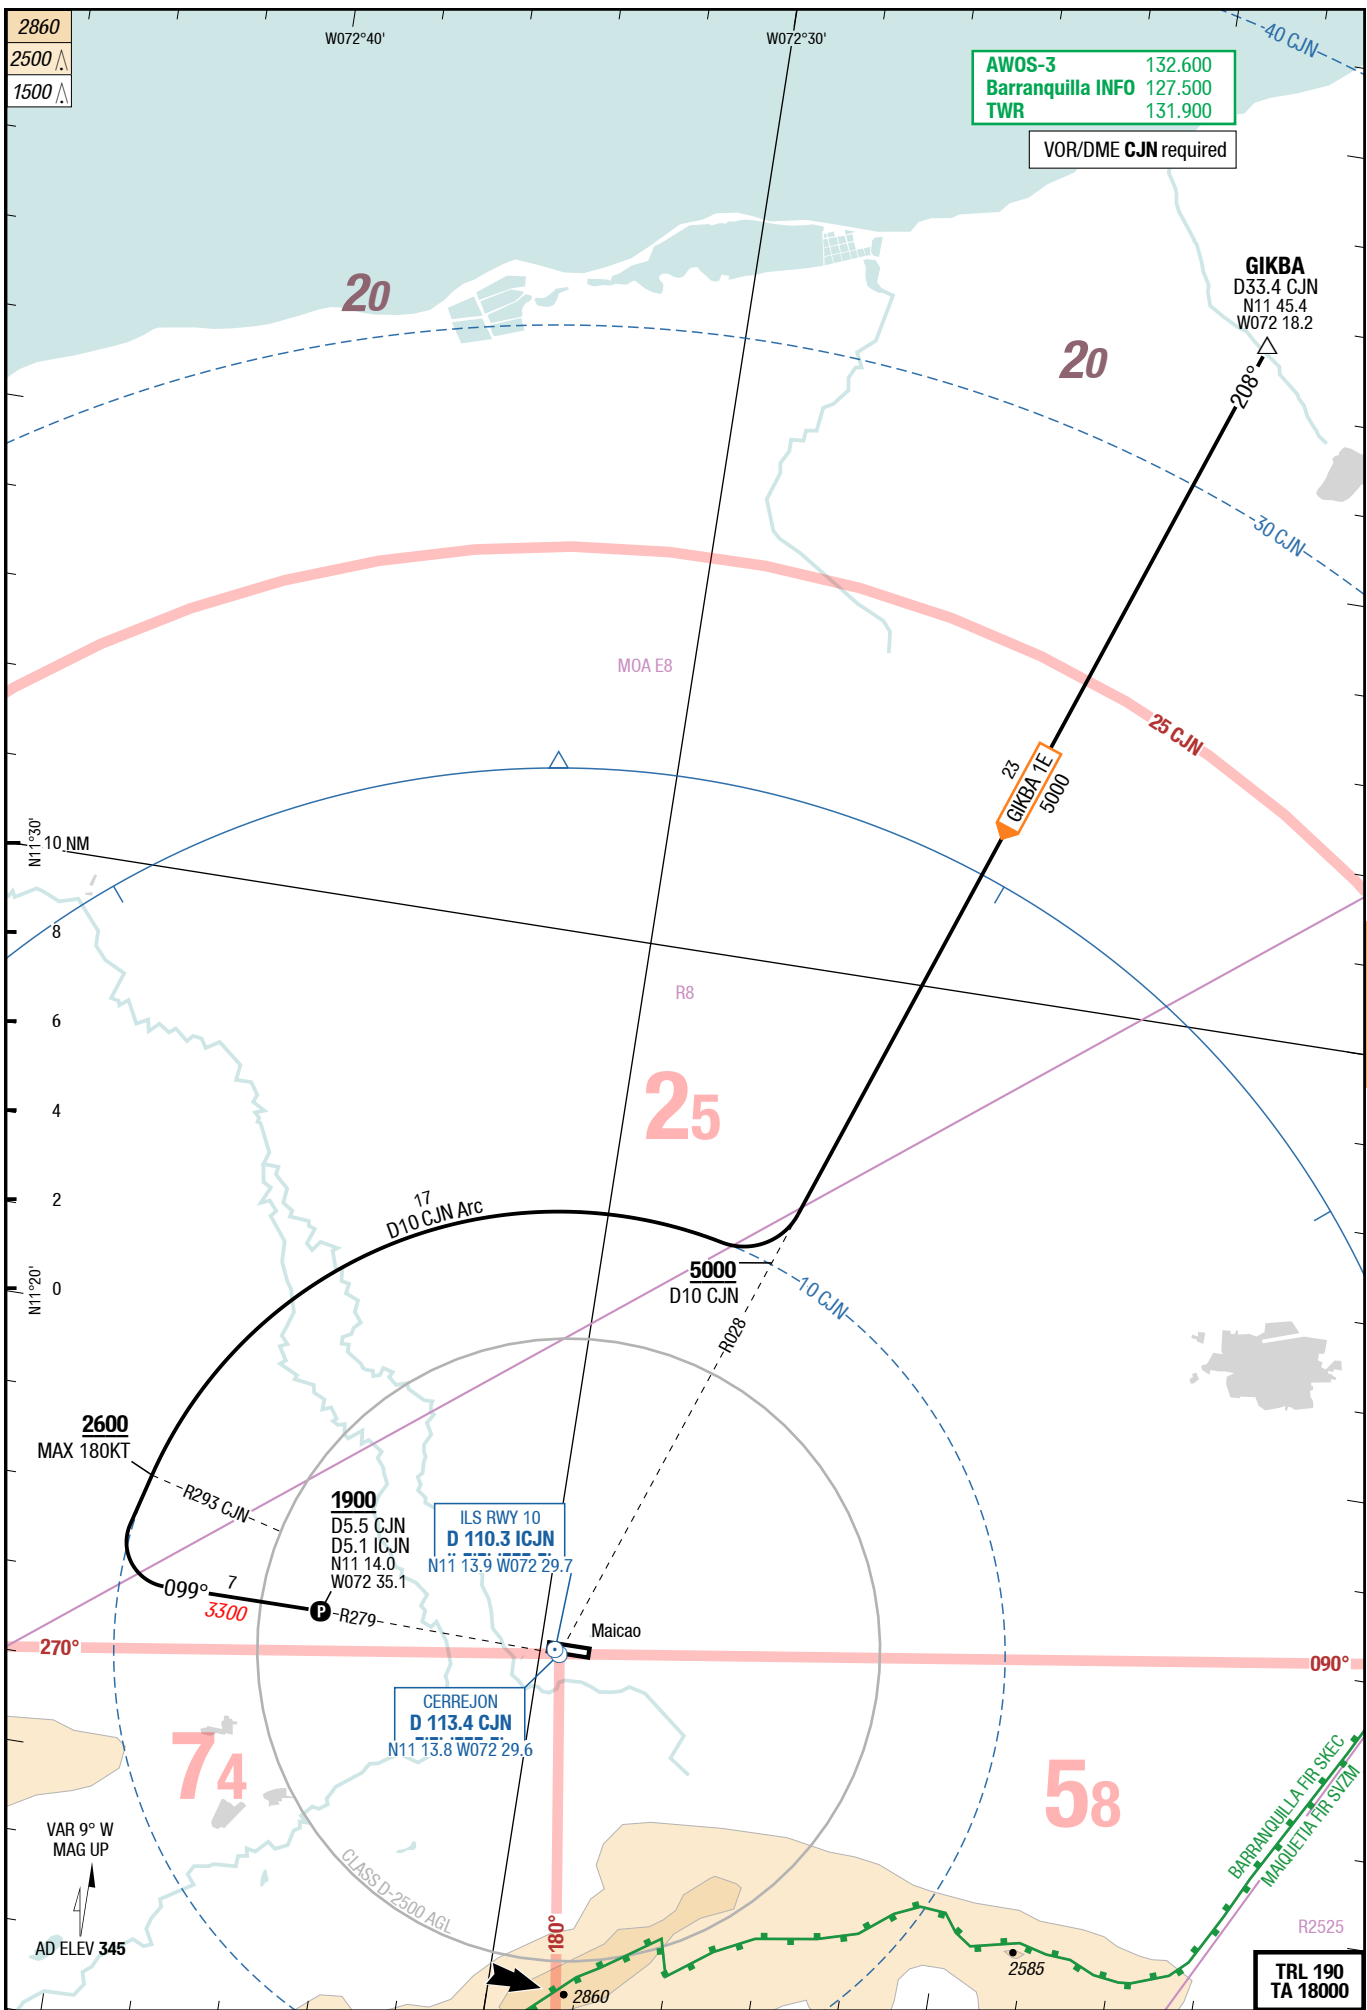 2860
2500
1500
W072°40'
W072°30'
40 CJN
AWOS-3 132.600
Barranquilla INFO 127.500
TWR 131.900
VOR/DME CJN required
GIKBA
D33.4 CJN
N11 45.4
W072 18.2
20
20
208°
30 CJN
MOA E8
25 CJN
23
GIKBA 1E
5000
N11°30'
10 NM
8
6
4
2
0
N11°20'
R8
25
17
D10 CJN Arc
5000
D10 CJN
10 CJN
R028
2600
MAX 180KT
R293 CJN
1900
D5.5 CJN
D5.1 ICJN
N11 14.0
W072 35.1
ILS RWY 10
D 110.3 ICJN
N11 13.9 W072 29.7
099°
7
3300
P
R279
Maicao
270°
090°
CERREJON
D 113.4 CJN
N11 13.8 W072 29.6
74
58
BARRANQUILLA FIR SKEC
MAIQUETIA FIR SVZM
VAR 9° W
MAG UP
AD ELEV 345
CLASS D-2500 AGL
180°
R2525
2585
2860
TRL 190
TA 18000